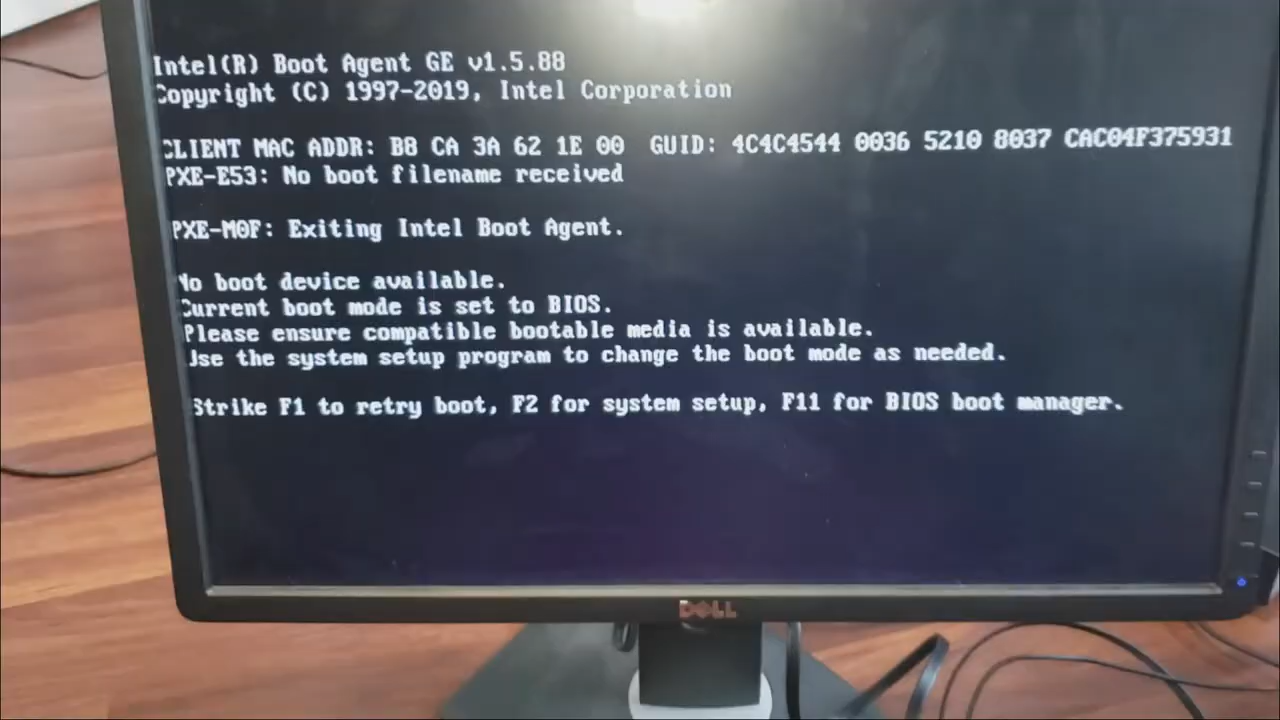 Intel(R) Boot Agent GE v1.5.88
Copyright (C) 1997-2019, Intel Corporation
CLIENT MAC ADDR: B8 CA 3A 62 1E 00 GUID: 4C4C4544 0036 5210 8037 CAC04F375931
PXE-E53: No boot filename received
PXE-M0F: Exiting Intel Boot Agent.
No boot device available.
Current boot mode is set to BIOS.
Please ensure compatible bootable media is available.
Use the system setup program to change the boot mode as needed.
Strike F1 to retry boot, F2 for system setup, F11 for BIOS boot manager.
DELL